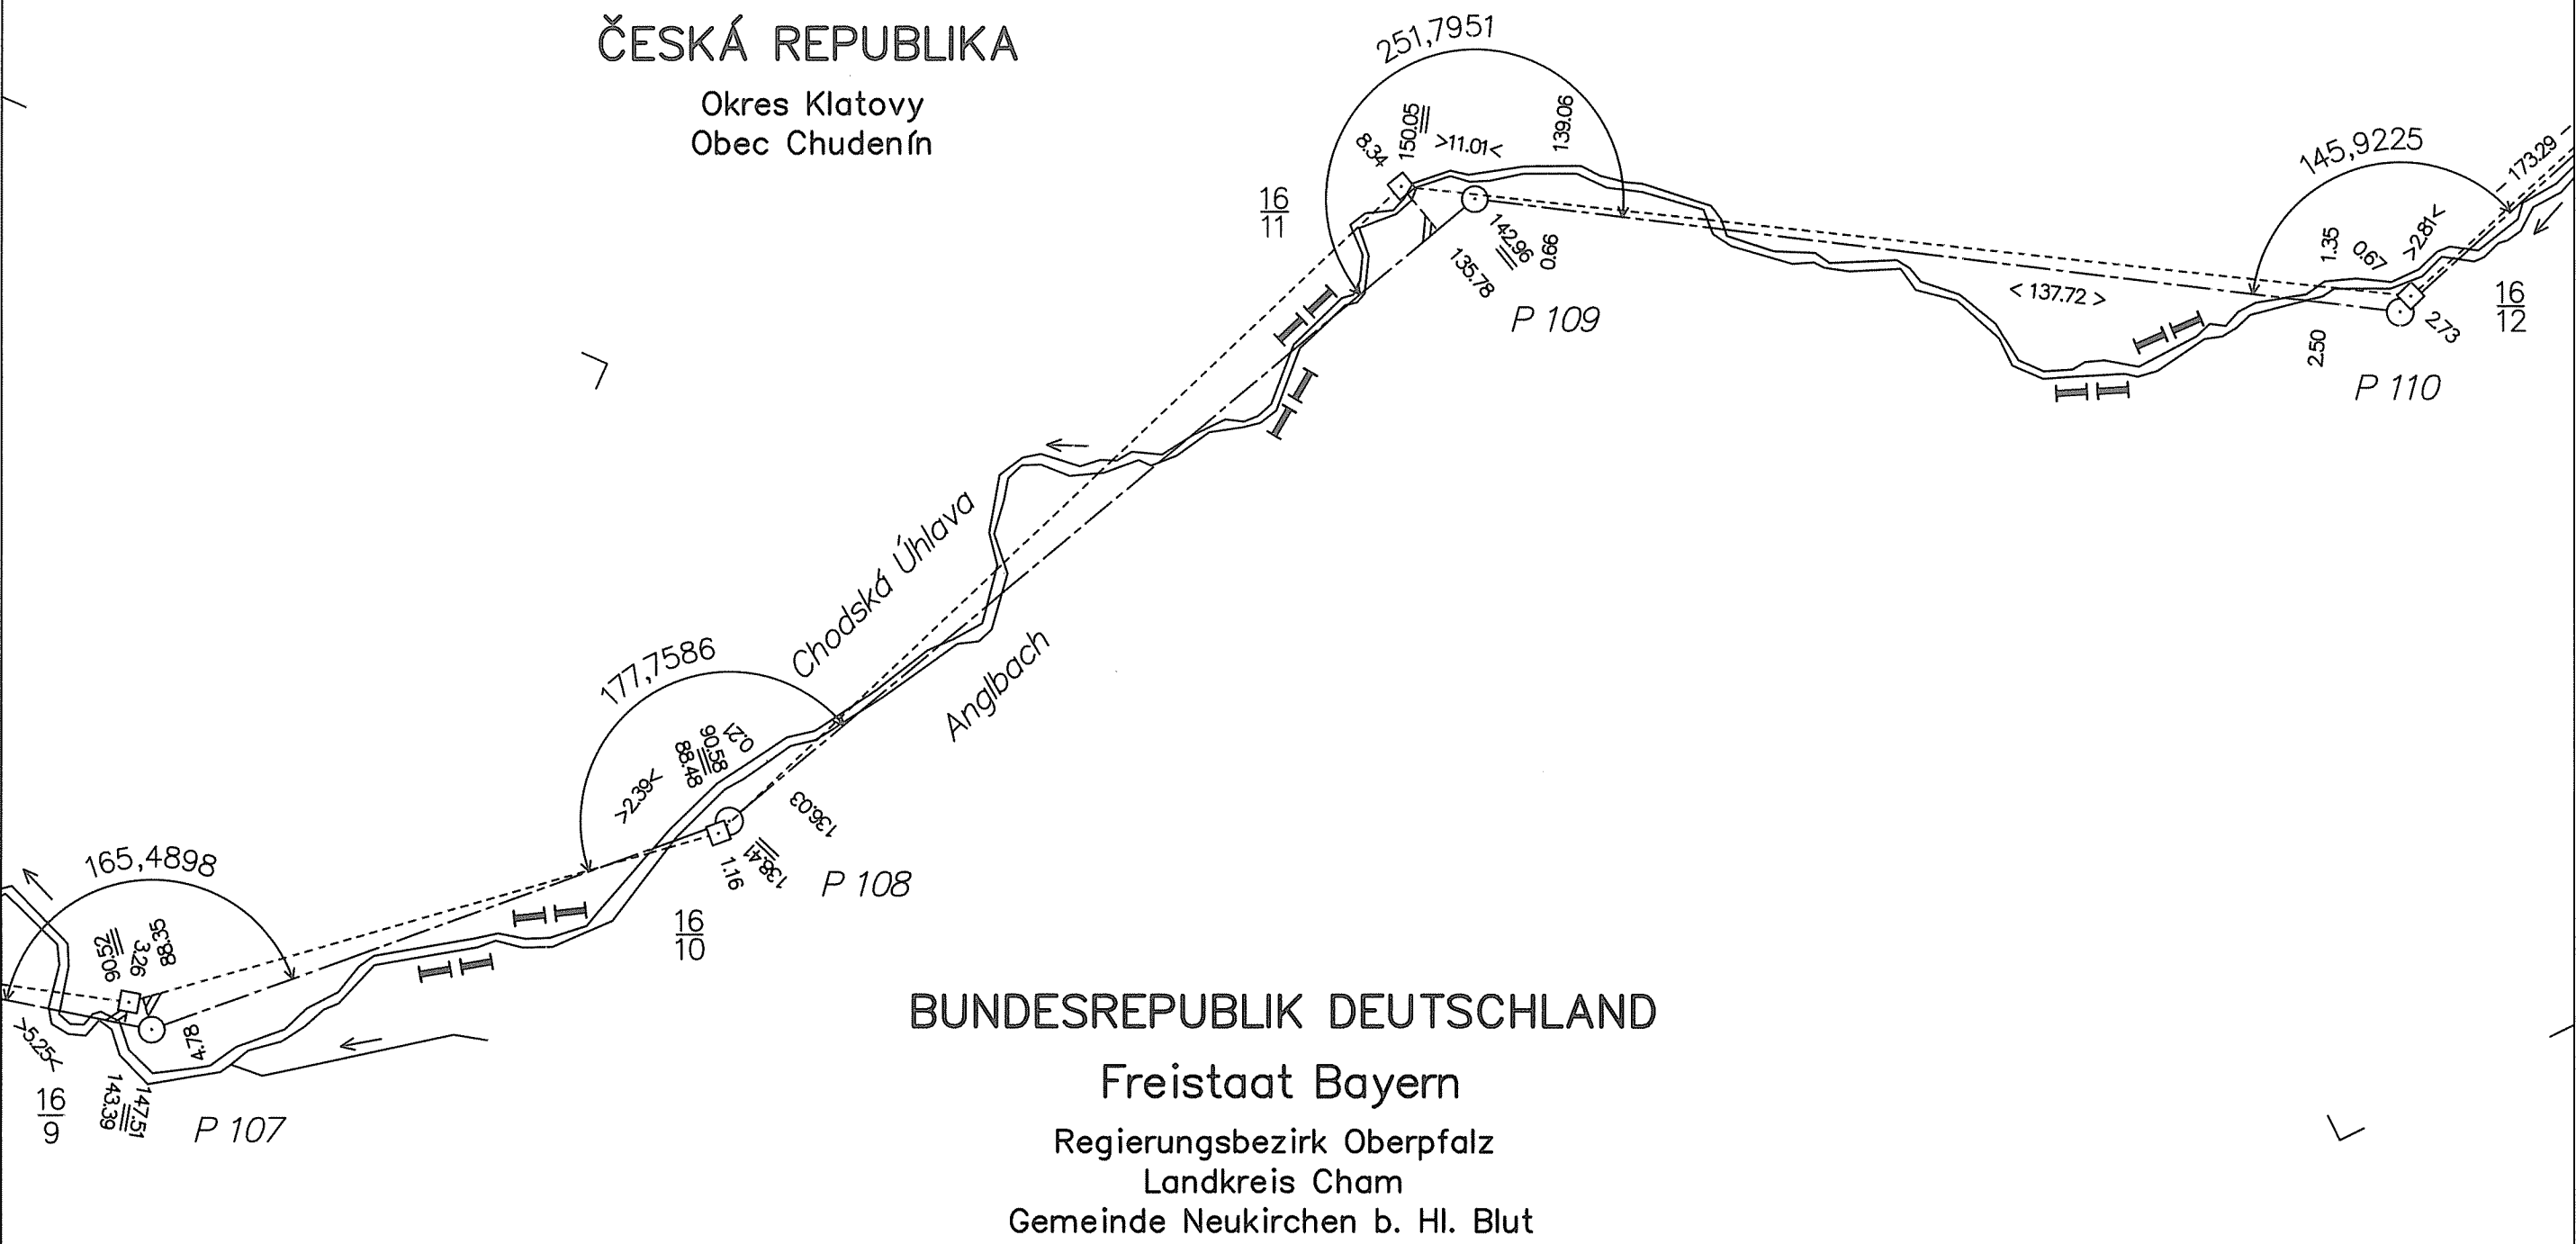 ČESKÁ REPUBLIKA
Okres Klatovy
Obec Chudenín
251,7951
8.34
150.05
>11.01<
139.06
16
11
142.96
0.66
135.78
P 109
145,9225
173.29
1.35
0.67
>2.81<
< 137.72 >
16
12
2.73
2.50
P 110
Chodská Úhlava
Anglbach
177,7586
0.21
90.58
88.48
>2.39<
136.03
138.41
1.16
P 108
16
10
165,4898
88.35
3.26
90.52
4.78
>5.25<
16
9
143.39
147.51
P 107
BUNDESREPUBLIK DEUTSCHLAND
Freistaat Bayern
Regierungsbezirk Oberpfalz
Landkreis Cham
Gemeinde Neukirchen b. Hl. Blut